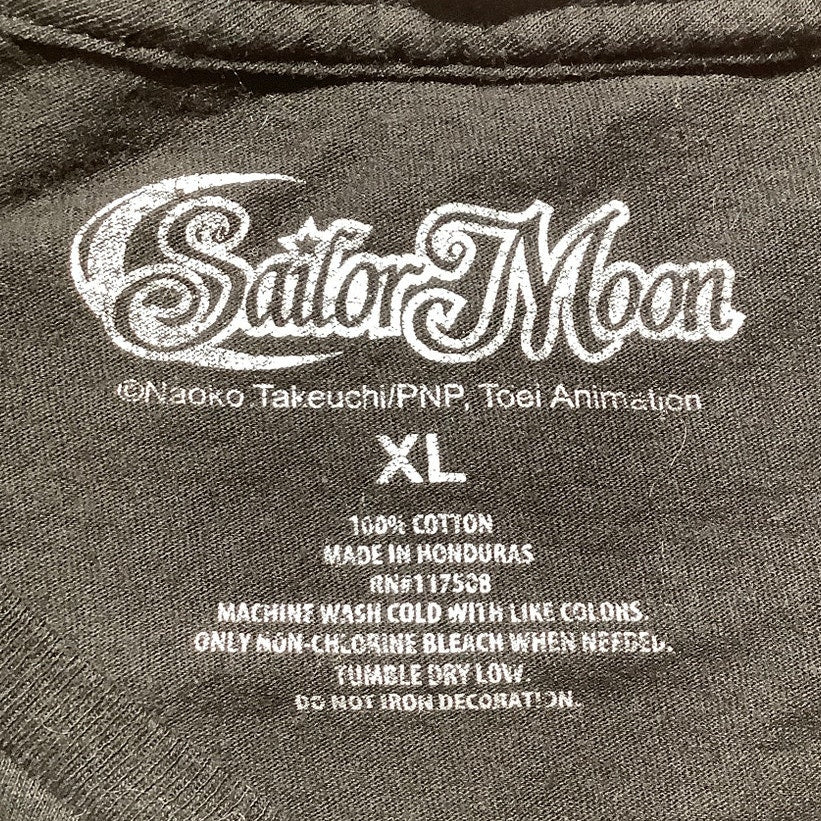 Sailor Moon
©Naoko Takeuchi/PNP, Toei Animation
XL
100% COTTON
MADE IN HONDURAS
RN#117508
MACHINE WASH COLD WITH LIKE COLORS.
ONLY NON-CHLORINE BLEACH WHEN NEEDED.
TUMBLE DRY LOW.
DO NOT IRON DECORATION.